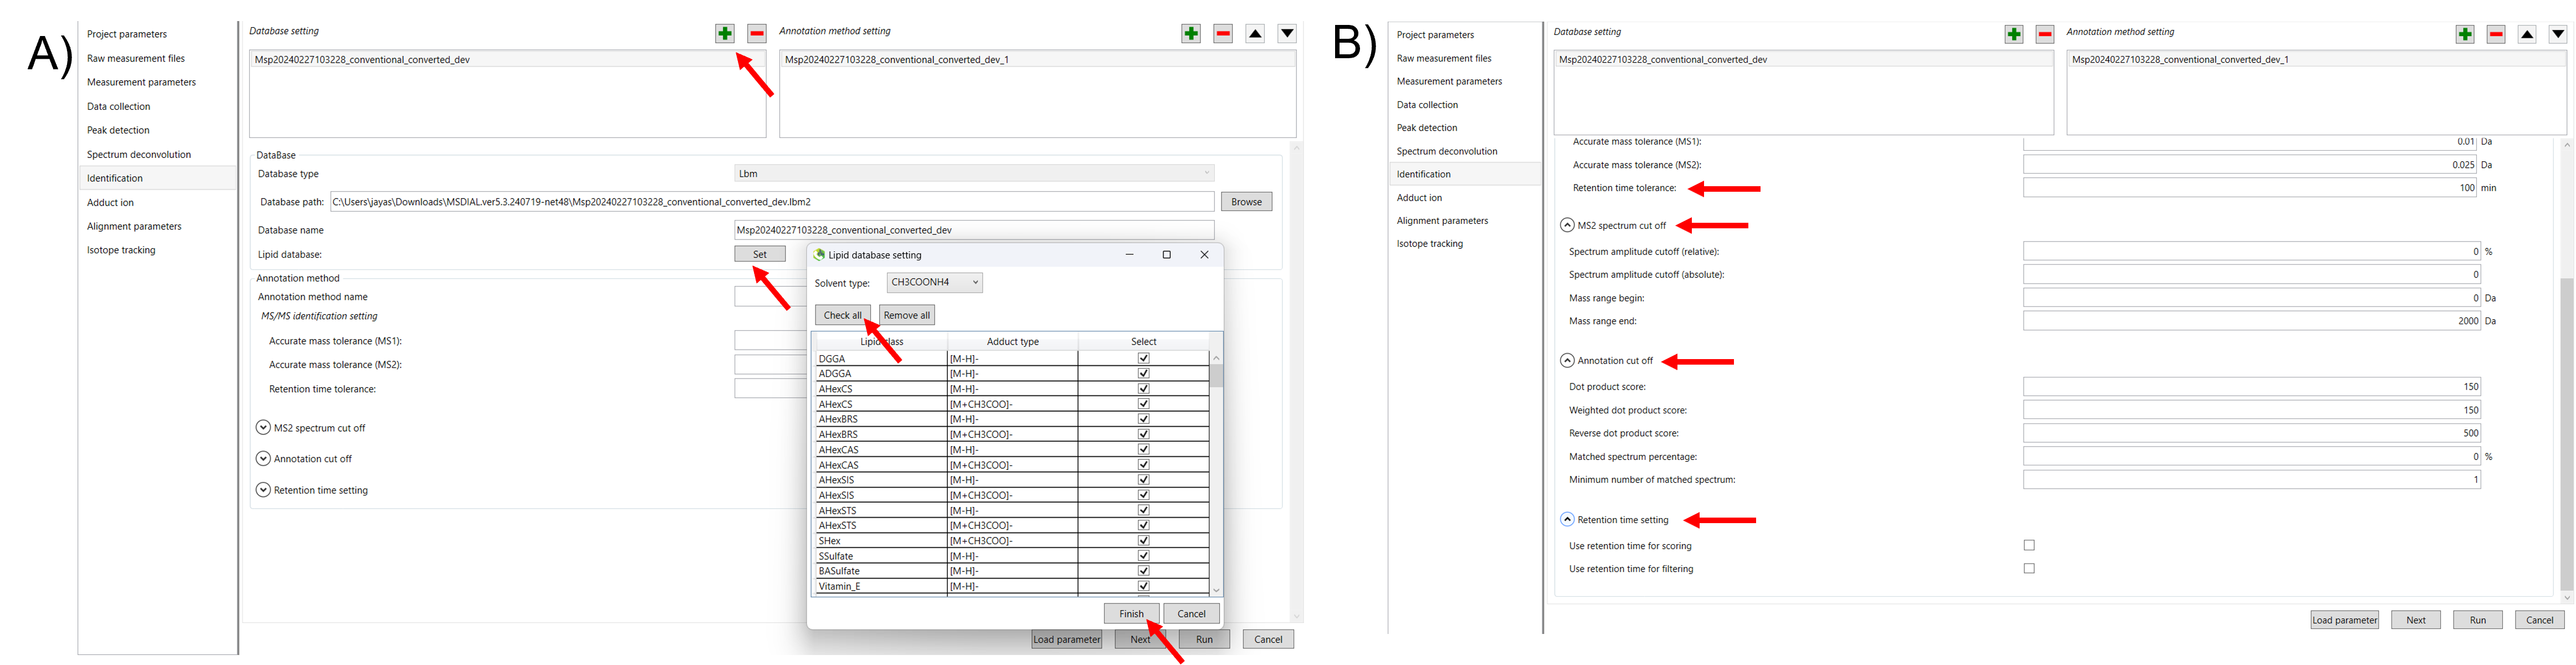 A)
Project parameters
Raw measurement files
Measurement parameters
Data collection
Peak detection
Spectrum deconvolution
Identification
Adduct ion
Alignment parameters
Isotope tracking
Database setting
Msp20240227103228_conventional_converted_dev
Annotation method setting
Msp20240227103228_conventional_converted_dev_1
DataBase
Database type Lbm
Database path: C:\Users\jayas\Downloads\MSDIAL.ver5.3.240719-net48\Msp20240227103228_conventional_converted_dev.lbm2 Browse
Database name Msp20240227103228_conventional_converted_dev
Lipid database: Set
Annotation method
Annotation method name
MS/MS identification setting
Accurate mass tolerance (MS1):
Accurate mass tolerance (MS2):
Retention time tolerance:
MS2 spectrum cut off
Annotation cut off
Retention time setting
Lipid database setting
Solvent type: CH3COONH4
Check all Remove all
Lipid class Adduct type Select
DGGA [M-H]-
ADGGA [M-H]-
AHexCS [M-H]-
AHexCS [M+CH3COO]-
AHexBRS [M-H]-
AHexBRS [M+CH3COO]-
AHexCAS [M-H]-
AHexCAS [M+CH3COO]-
AHexSIS [M-H]-
AHexSIS [M+CH3COO]-
AHexSTS [M-H]-
AHexSTS [M+CH3COO]-
SHex [M+CH3COO]-
SSulfate [M-H]-
BASulfate [M-H]-
Vitamin_E [M-H]-
Finish Cancel
Load parameter Next Run Cancel
B)
Project parameters
Raw measurement files
Measurement parameters
Data collection
Peak detection
Spectrum deconvolution
Identification
Adduct ion
Alignment parameters
Isotope tracking
Database setting
Msp20240227103228_conventional_converted_dev
Annotation method setting
Msp20240227103228_conventional_converted_dev_1
Accurate mass tolerance (MS1): 0.01 Da
Accurate mass tolerance (MS2): 0.025 Da
Retention time tolerance: 100 min
MS2 spectrum cut off
Spectrum amplitude cutoff (relative): 0 %
Spectrum amplitude cutoff (absolute): 0
Mass range begin: 0 Da
Mass range end: 2000 Da
Annotation cut off
Dot product score: 150
Weighted dot product score: 150
Reverse dot product score: 500
Matched spectrum percentage: 0 %
Minimum number of matched spectrum: 1
Retention time setting
Use retention time for scoring
Use retention time for filtering
Load parameter Next Run Cancel